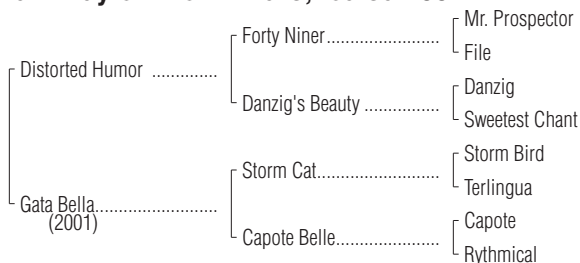 Mr. Prospector
Forty Niner
File
Distorted Humor
Danzig
Danzig's Beauty
Sweetest Chant
Storm Bird
Storm Cat
Terlingua
Gata Bella
(2001)
Capote
Capote Belle
Rythmical